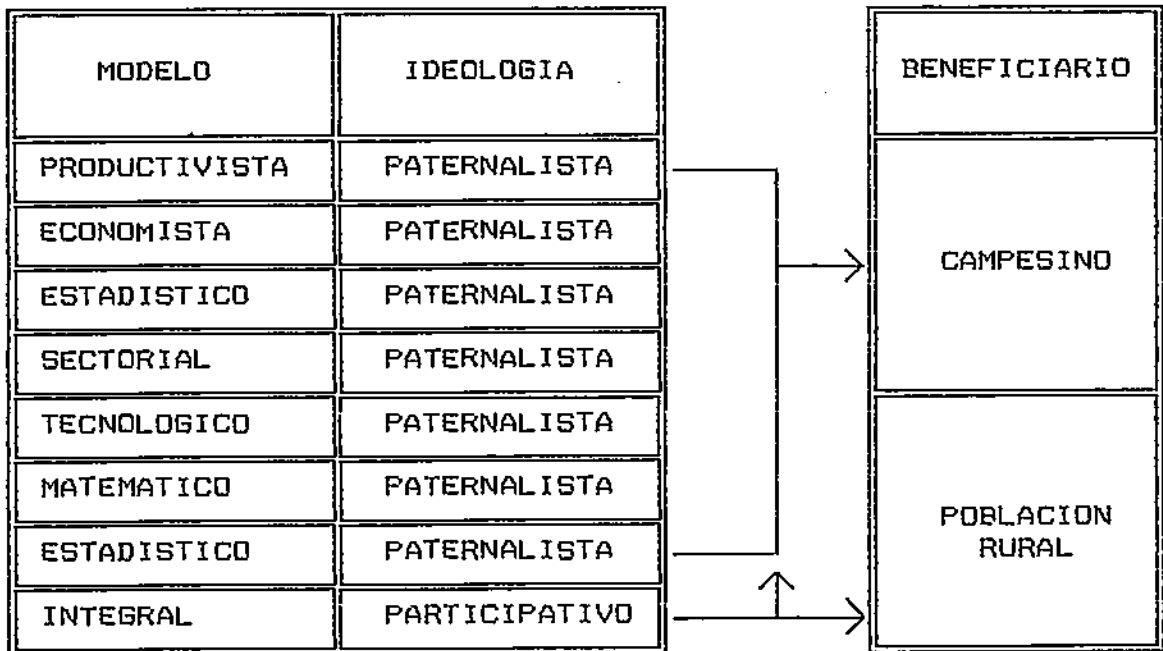 MODELO IDEOLOGIA BENEFICIARIO
PRODUCTIVISTA PATERNALISTA
ECONOMISTA PATERNALISTA
ESTADISTICO PATERNALISTA
CAMPESINO
SECTORIAL PATERNALISTA
TECNOLOGICO PATERNALISTA
MATEMATICO PATERNALISTA
ESTADISTICO PATERNALISTA
POBLACION
RURAL
INTEGRAL PARTICIPATIVO